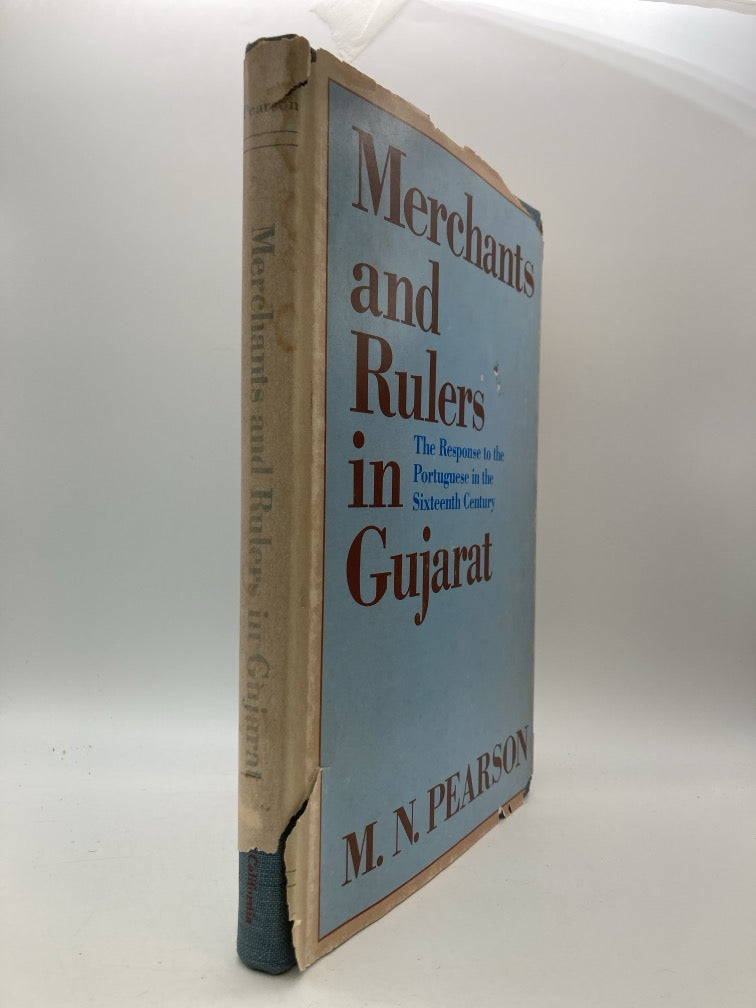 Pearson
Merchants and Rulers in Gujarat
California
Merchants
and
Rulers
in
The Response to the
Portuguese in the
Sixteenth Century
Gujarat
M. N. PEARSON